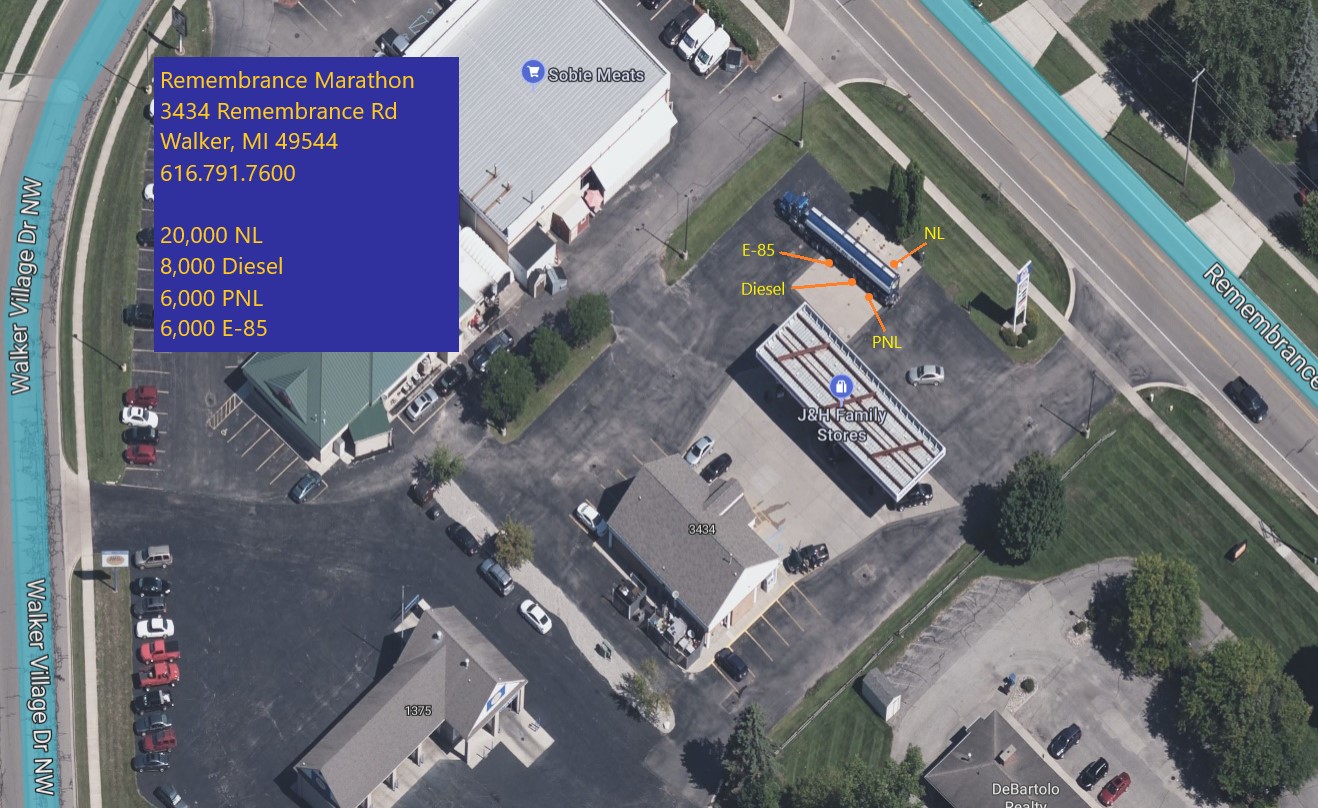 Remembrance Marathon
3434 Remembrance Rd
Walker, MI 49544
616.791.7600
20,000 NL
8,000 Diesel
6,000 PNL
6,000 E-85
Sobie Meats
Walker Village Dr NW
NL
E-85
Diesel
PNL
Remembrance
J&H Family
Stores
3434
Walker Village Dr NW
1375
DeBartolo
Realty